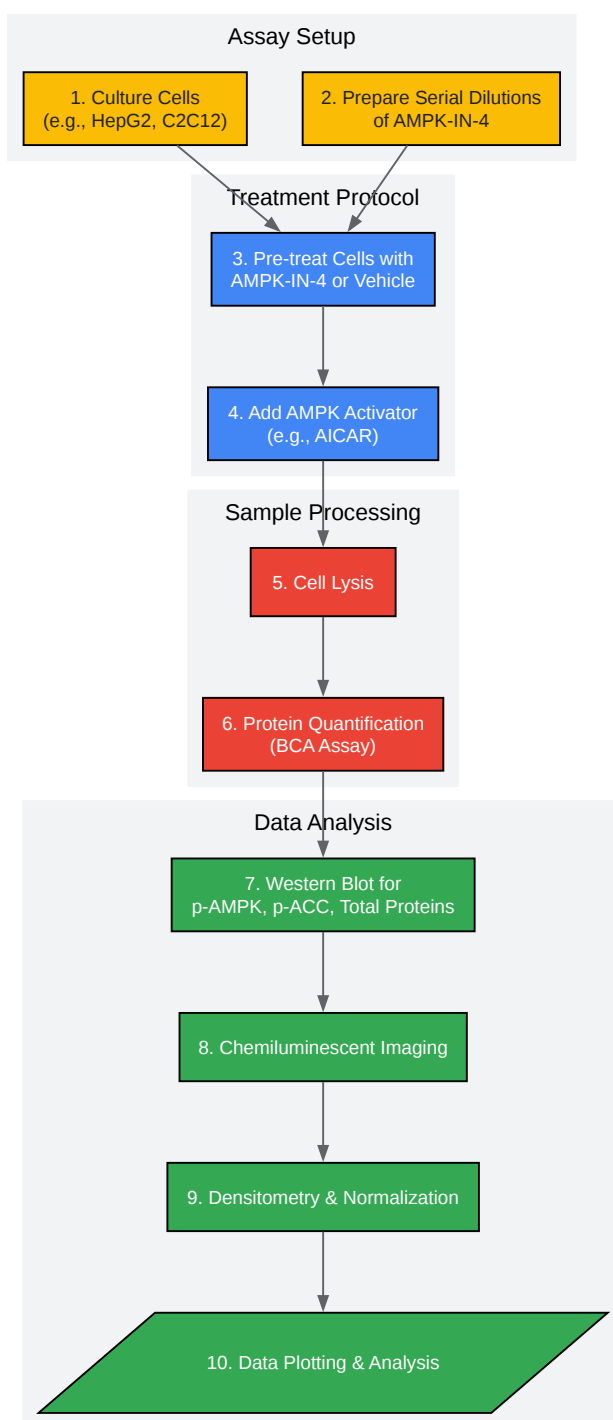 Assay Setup
1. Culture Cells
(e.g., HepG2, C2C12)
2. Prepare Serial Dilutions
of AMPK-IN-4
Treatment Protocol
3. Pre-treat Cells with
AMPK-IN-4 or Vehicle
4. Add AMPK Activator
(e.g., AICAR)
Sample Processing
5. Cell Lysis
6. Protein Quantification
(BCA Assay)
Data Analysis
7. Western Blot for
p-AMPK, p-ACC, Total Proteins
8. Chemiluminescent Imaging
9. Densitometry & Normalization
10. Data Plotting & Analysis